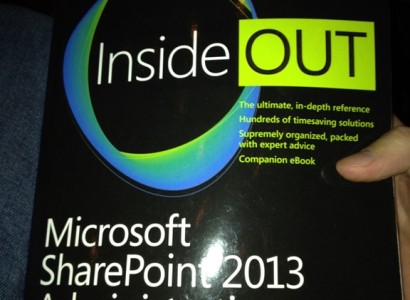 Inside OUT
The ultimate, in-depth reference
Hundreds of timesaving solutions
Supremely organized, packed
with expert advice
Companion eBook
Microsoft
SharePoint 2013